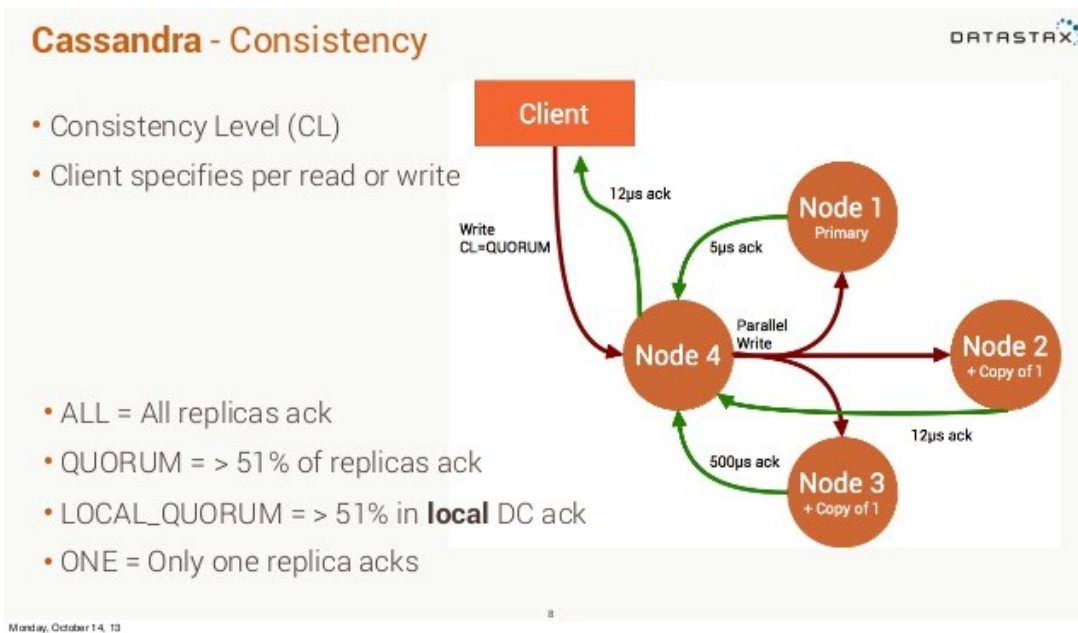 Cassandra - Consistency
DATASTAX
• Consistency Level (CL)
• Client specifies per read or write
• ALL = All replicas ack
• QUORUM = > 51% of replicas ack
• LOCAL_QUORUM = > 51% in local DC ack
• ONE = Only one replica acks
Client
12µs ack
Write
CL=QUORUM
Node 1
Primary
5µs ack
Node 4
Parallel
Write
Node 2
+ Copy of 1
12µs ack
500µs ack
Node 3
+ Copy of 1
8
Monday, October 14, 13